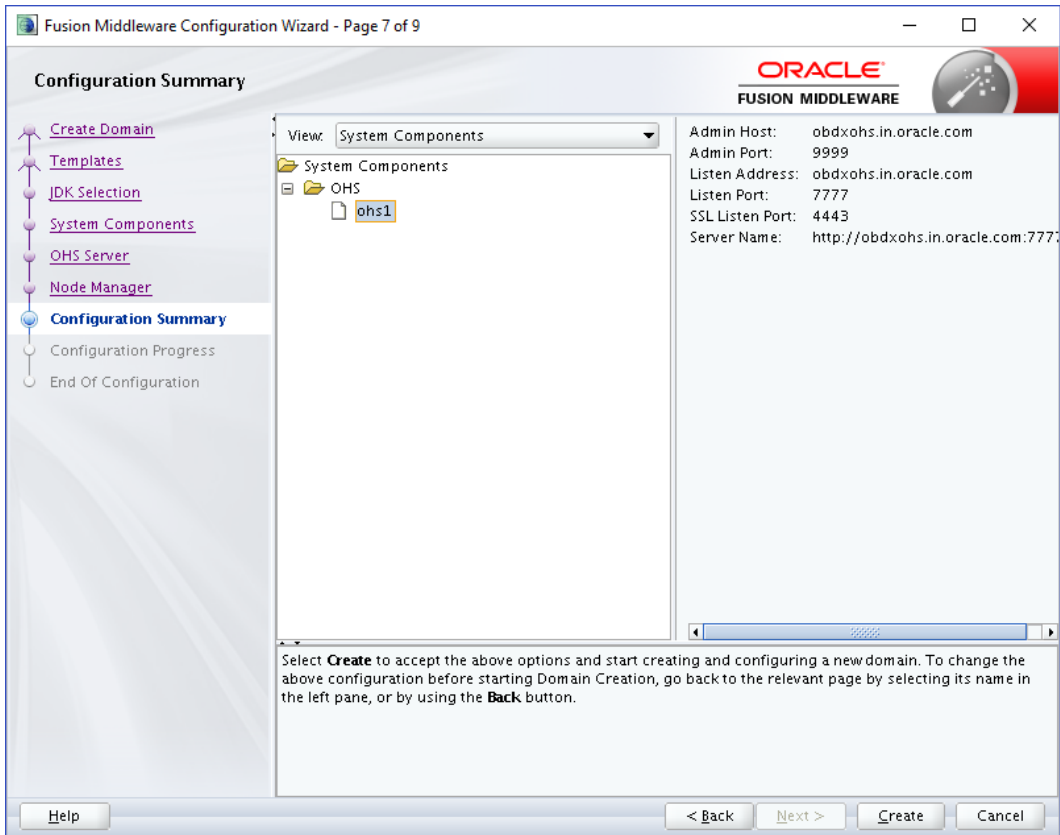 Fusion Middleware Configuration Wizard - Page 7 of 9
Configuration Summary
ORACLE
FUSION MIDDLEWARE
Create Domain
Templates
JDK Selection
System Components
OHS Server
Node Manager
Configuration Summary
Configuration Progress
End Of Configuration
View: System Components
System Components
OHS
ohs1
Admin Host: obdxohs.in.oracle.com
Admin Port: 9999
Listen Address: obdxohs.in.oracle.com
Listen Port: 7777
SSL Listen Port: 4443
Server Name: http://obdxohs.in.oracle.com:7777
Select Create to accept the above options and start creating and configuring a new domain. To change the
above configuration before starting Domain Creation, go back to the relevant page by selecting its name in
the left pane, or by using the Back button.
Help
< Back
Next >
Create
Cancel